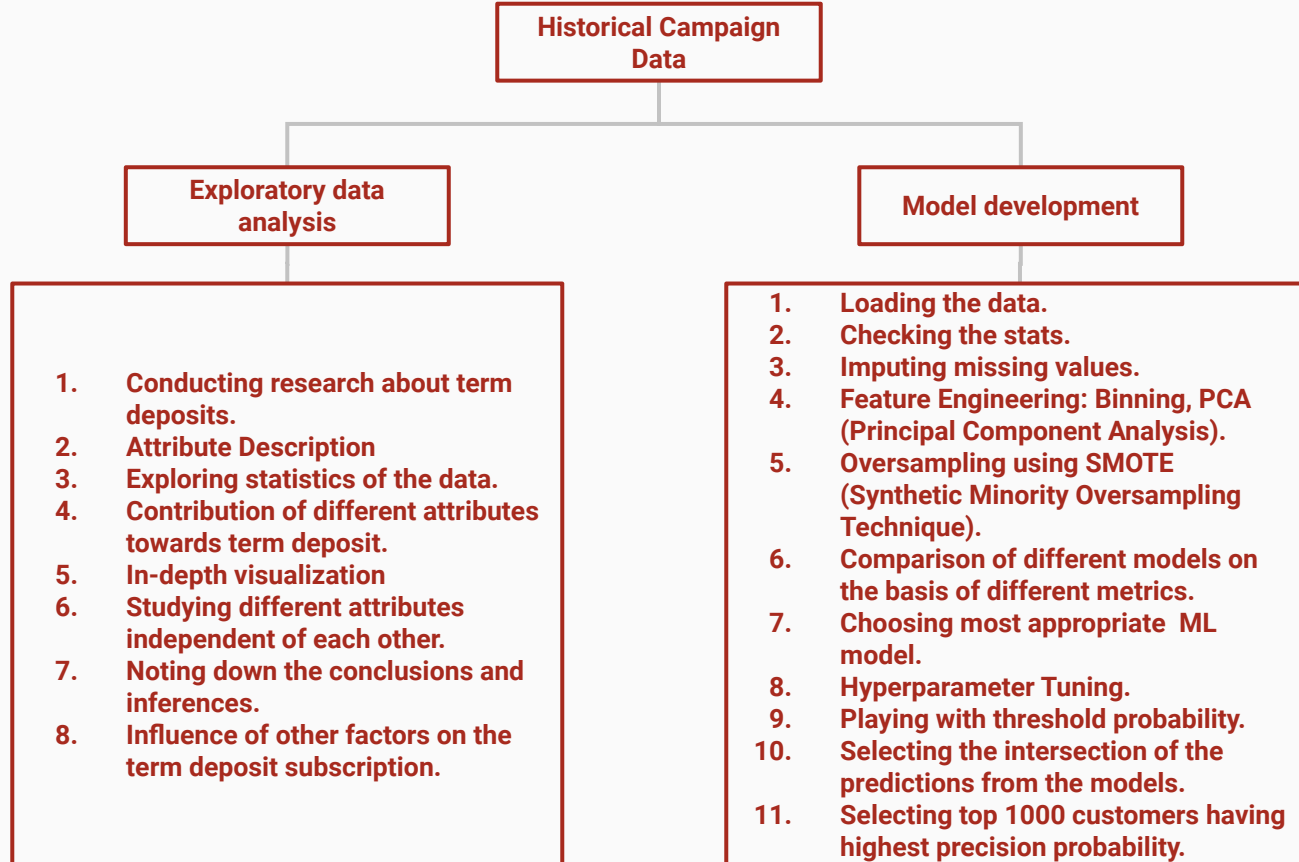 Historical Campaign
Data
Exploratory data
analysis
Model development
1. Conducting research about term
deposits.
2. Attribute Description
3. Exploring statistics of the data.
4. Contribution of different attributes
towards term deposit.
5. In-depth visualization
6. Studying different attributes
independent of each other.
7. Noting down the conclusions and
inferences.
8. Influence of other factors on the
term deposit subscription.
1. Loading the data.
2. Checking the stats.
3. Imputing missing values.
4. Feature Engineering: Binning, PCA
(Principal Component Analysis).
5. Oversampling using SMOTE
(Synthetic Minority Oversampling
Technique).
6. Comparison of different models on
the basis of different metrics.
7. Choosing most appropriate  ML
model.
8. Hyperparameter Tuning.
9. Playing with threshold probability.
10. Selecting the intersection of the
predictions from the models.
11. Selecting top 1000 customers having
highest precision probability.